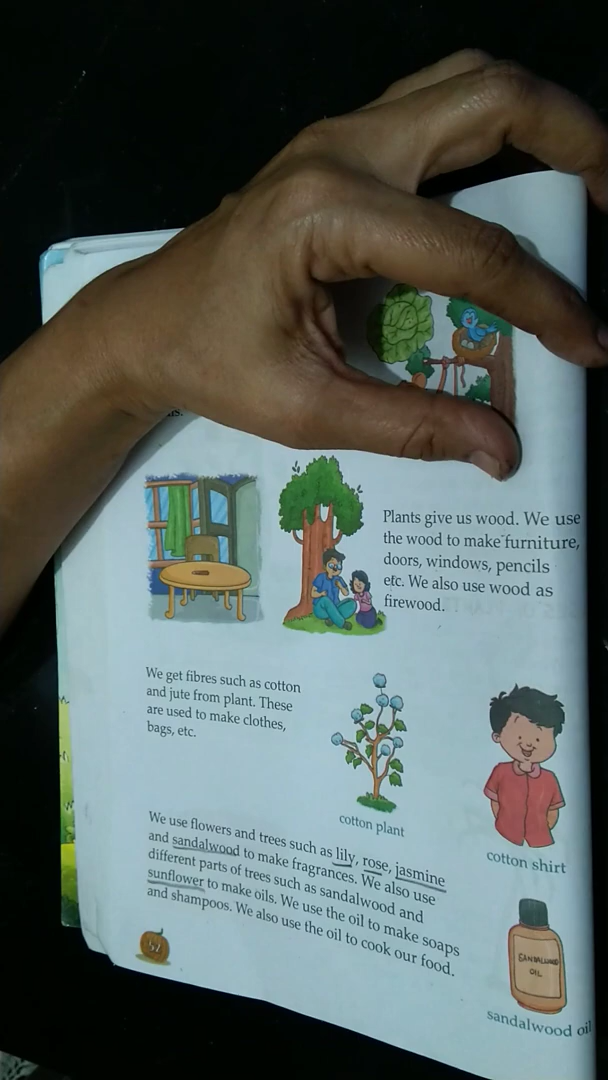 Plants give us wood. We use
the wood to make furniture,
doors, windows, pencils
etc. We also use wood as
firewood.
We get fibres such as cotton
and jute from plant. These
are used to make clothes,
bags, etc.
cotton plant
cotton shirt
We use flowers and trees such as lily, rose, jasmine
and sandalwood to make fragrances. We also use
different parts of trees such as sandalwood and
sunflower to make oils. We use the oil to make soaps
and shampoos. We also use the oil to cook our food.
SANDALWOOD
OIL
sandalwood oil
52